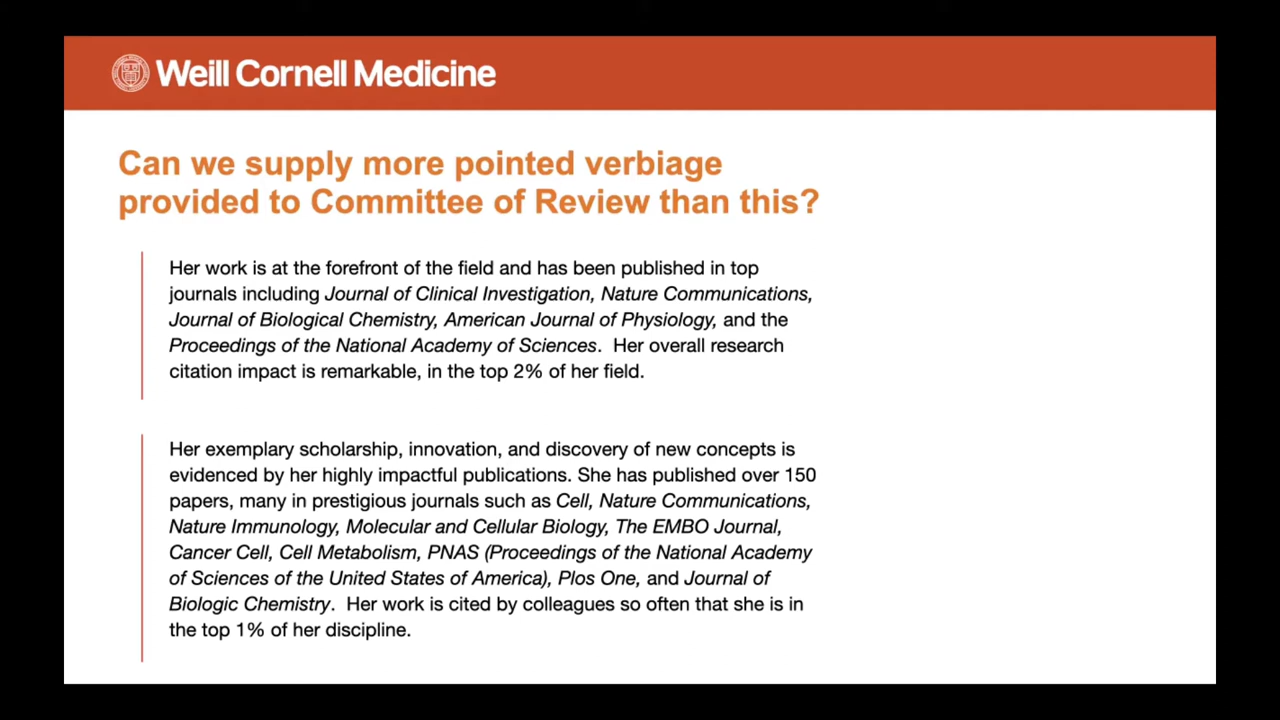 Weill Cornell Medicine
Can we supply more pointed verbiage
provided to Committee of Review than this?
Her work is at the forefront of the field and has been published in top
journals including Journal of Clinical Investigation, Nature Communications,
Journal of Biological Chemistry, American Journal of Physiology, and the
Proceedings of the National Academy of Sciences. Her overall research
citation impact is remarkable, in the top 2% of her field.
Her exemplary scholarship, innovation, and discovery of new concepts is
evidenced by her highly impactful publications. She has published over 150
papers, many in prestigious journals such as Cell, Nature Communications,
Nature Immunology, Molecular and Cellular Biology, The EMBO Journal,
Cancer Cell, Cell Metabolism, PNAS (Proceedings of the National Academy
of Sciences of the United States of America), Plos One, and Journal of
Biologic Chemistry. Her work is cited by colleagues so often that she is in
the top 1% of her discipline.